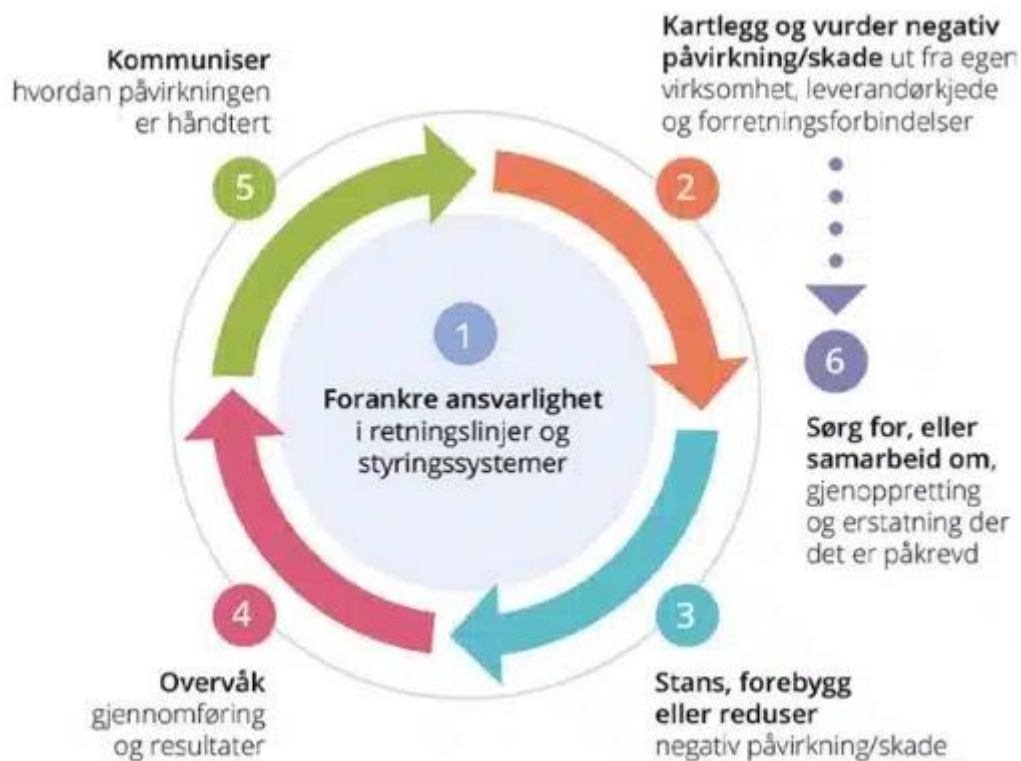 Kommuniser
hvordan påvirkningen
er håndtert
5
Kartlegg og vurder negativ
påvirkning/skade ut fra egen
virksomhet, leverandørkjede
og forretningsforbindelser
2
1
Forankre ansvarlighet
i retningslinjer og
styringssystemer
6
Sørg for, eller
samarbeid om,
gjenoppretting
og erstatning der
det er påkrevd
4
Overvåk
gjennomføring
og resultater
3
Stans, forebygg
eller reduser
negativ påvirkning/skade